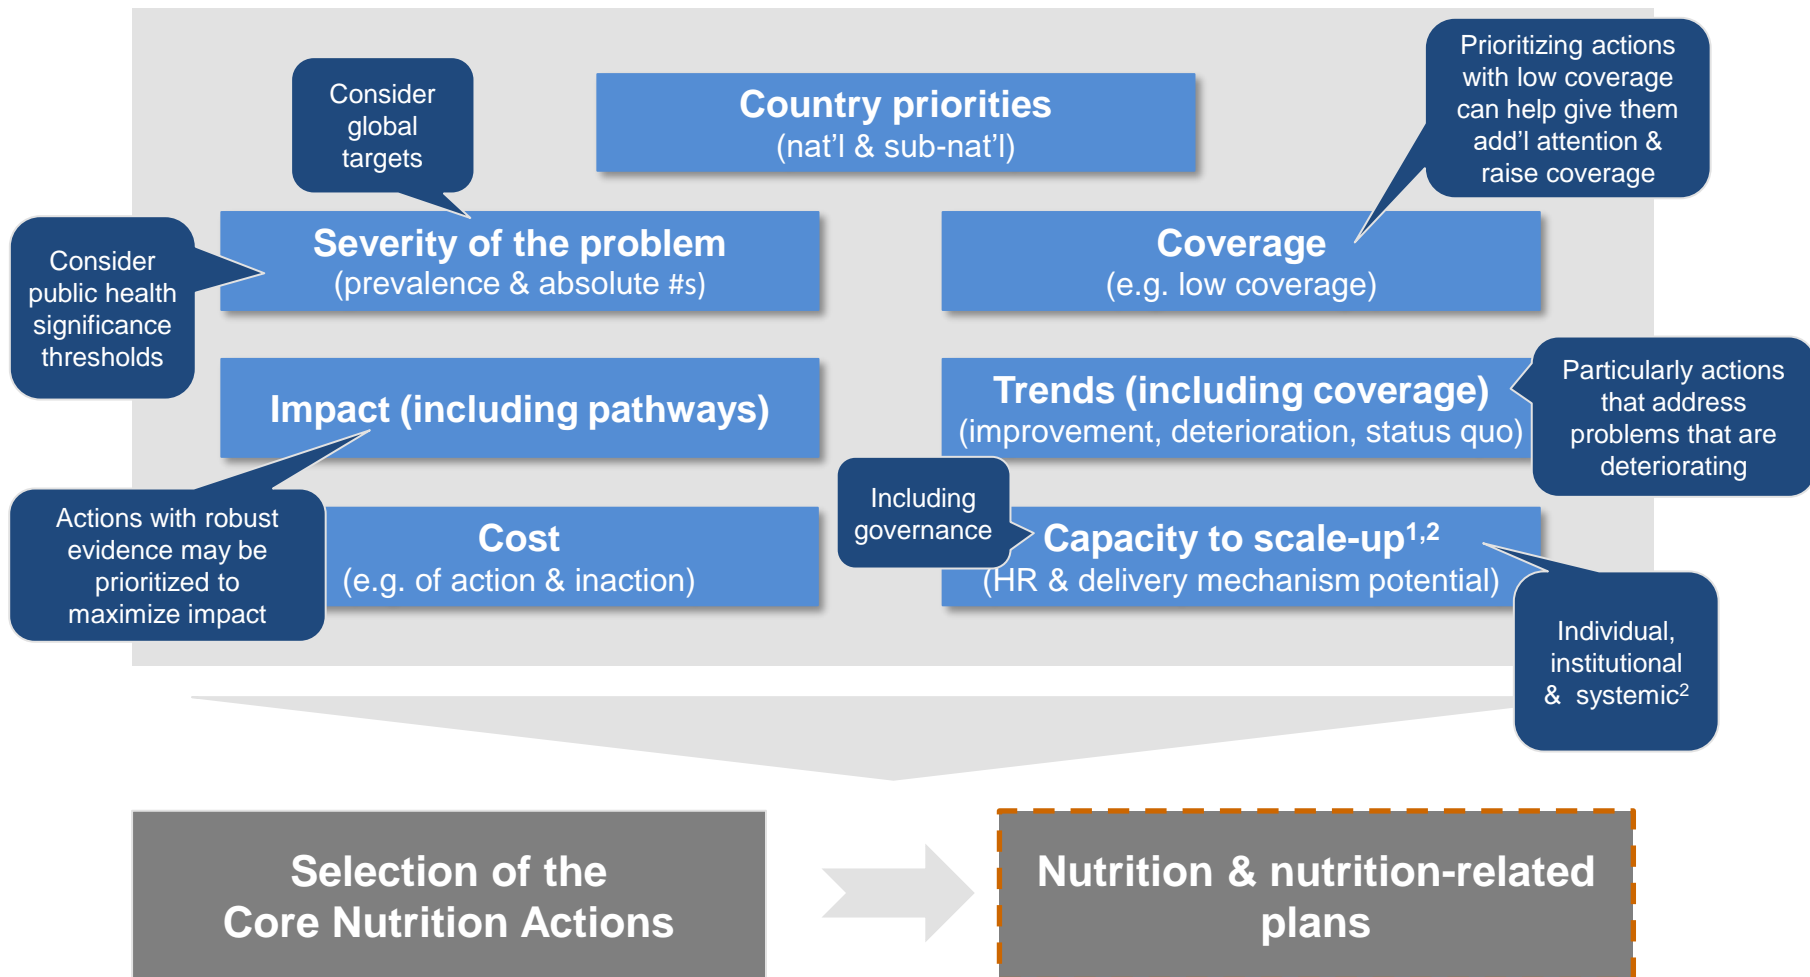 Consider
global
targets
Country priorities
(nat'l & sub-nat'l)
Prioritizing actions
with low coverage
can help give them
add'l attention &
raise coverage
Consider
public health
significance
thresholds
Severity of the problem
(prevalence & absolute #s)
Coverage
(e.g. low coverage)
Impact (including pathways)
Trends (including coverage)
(improvement, deterioration, status quo)
Particularly actions
that address
problems that are
deteriorating
Actions with robust
evidence may be
prioritized to
maximize impact
Cost
(e.g. of action & inaction)
Including
governance
Capacity to scale-up1,2
(HR & delivery mechanism potential)
Individual,
institutional
& systemic2
Selection of the
Core Nutrition Actions
Nutrition & nutrition-related
plans